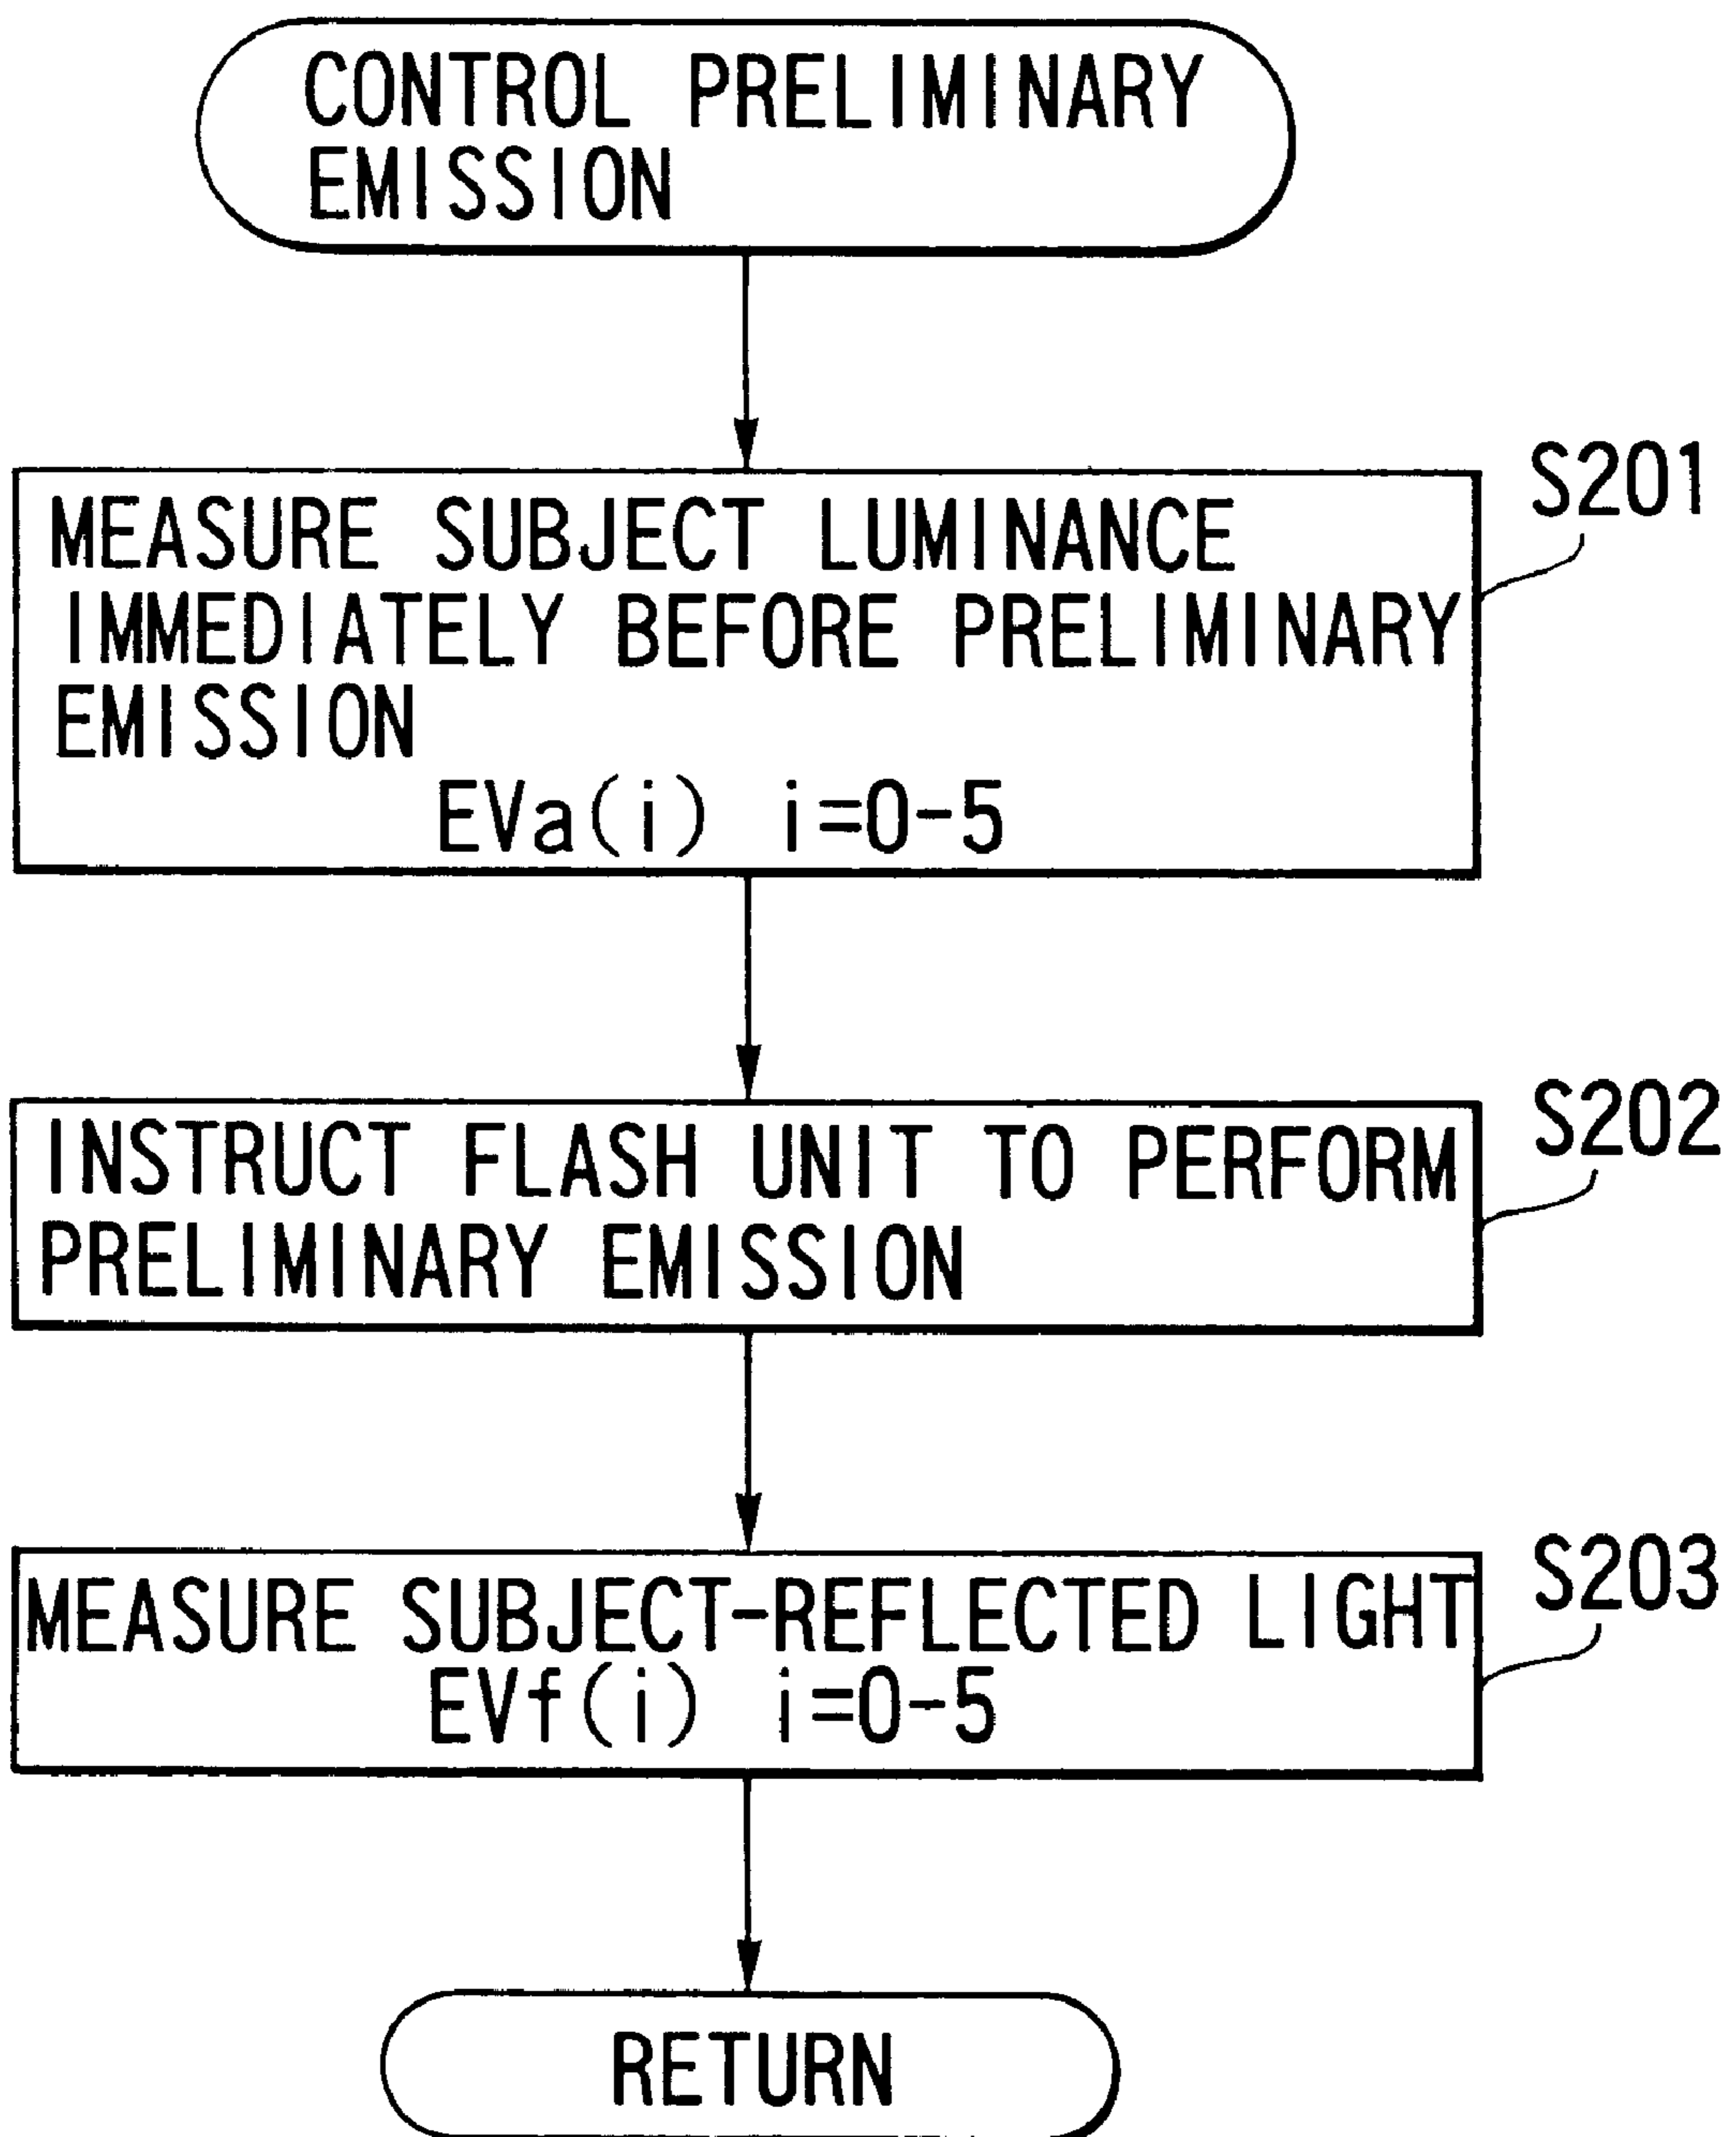 CONTROL PRELIMINARY
EMISSION
S201
MEASURE SUBJECT LUMINANCE
IMMEDIATELY BEFORE PRELIMINARY
EMISSION
EVa(i) i=0-5
S202
INSTRUCT FLASH UNIT TO PERFORM
PRELIMINARY EMISSION
S203
MEASURE SUBJECT-REFLECTED LIGHT
EVf(i) i=0-5
RETURN